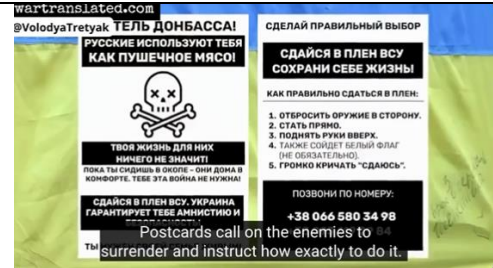 wartranslated.com
@VolodyaTretyak
ТЕЛЬ ДОНБАССА!
РУССКИЕ ИСПОЛЬЗУЮТ ТЕБЯ
КАК ПУШЕЧНОЕ МЯСО!
ТВОЯ ЖИЗНЬ ДЛЯ НИХ
НИЧЕГО НЕ ЗНАЧИТ!
ПОКА ТЫ СИДИШЬ В ОКОПЕ – ОНИ ДОМА В
КОМФОРТЕ. ТЕБЕ ЭТА ВОЙНА НЕ НУЖНА!
СДАЙСЯ В ПЛЕН ВСУ. УКРАИНА
ГАРАНТИРУЕТ ТЕБЕ АМНИСТИЮ И
СДЕЛАЙ ПРАВИЛЬНЫЙ ВЫБОР
СДАЙСЯ В ПЛЕН ВСУ
СОХРАНИ СЕБЕ ЖИЗНЬ!
КАК ПРАВИЛЬНО СДАТЬСЯ В ПЛЕН:
1. ОТБРОСИТЬ ОРУЖИЕ В СТОРОНУ.
2. СТАТЬ ПРЯМО.
3. ПОДНЯТЬ РУКИ ВВЕРХ.
4. ТАКЖЕ СОЙДЕТ БЕЛЫЙ ФЛАГ
(НЕ ОБЯЗАТЕЛЬНО).
5. ГРОМКО КРИЧАТЬ "СДАЮСЬ".
ПОЗВОНИ ПО НОМЕРУ:
+38 066 580 34 98
Postcards call on the enemies to
surrender and instruct how exactly to do it.